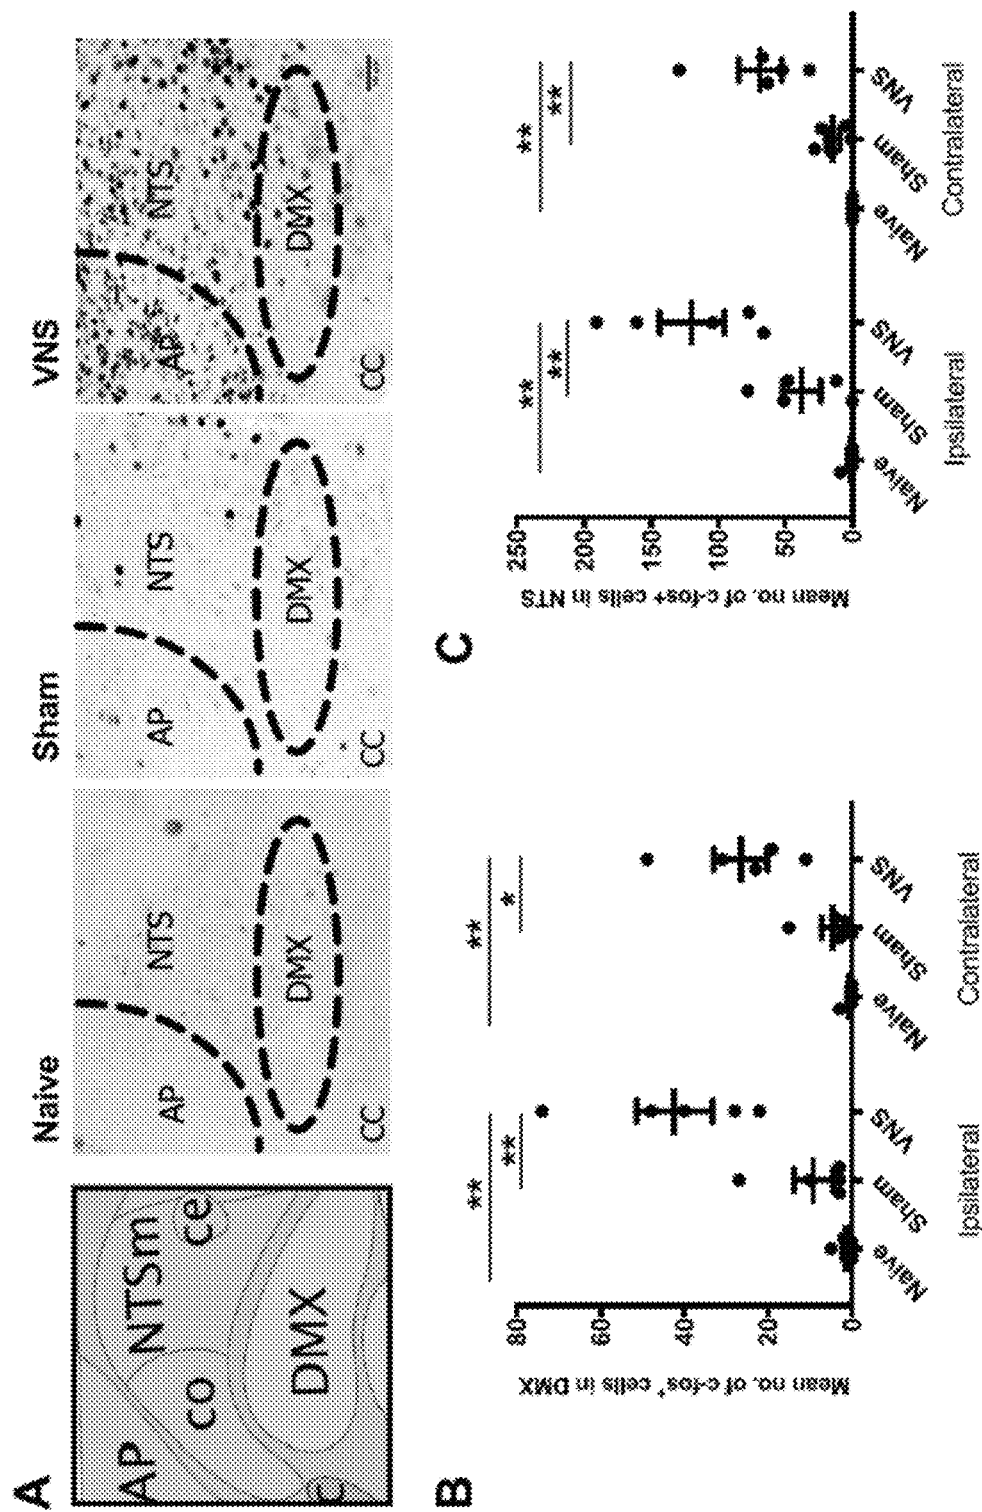 A
Naive
Sham
VNS
AP
NTSm
co
ce
DMX
C
AP
NTS
DMX
CC
AP
NTS
DMX
CC
AP
NTS
DMX
CC
B
Mean no. of c-fos⁺ cells in DMX
80
60
40
20
0
** ** ** *
Naive Sham VNS Naive Sham VNS
Ipsilateral Contralateral
C
Mean no. of c-fos+ cells in NTS
250
200
150
100
50
0
** ** ** **
Naive Sham VNS Naive Sham VNS
Ipsilateral Contralateral